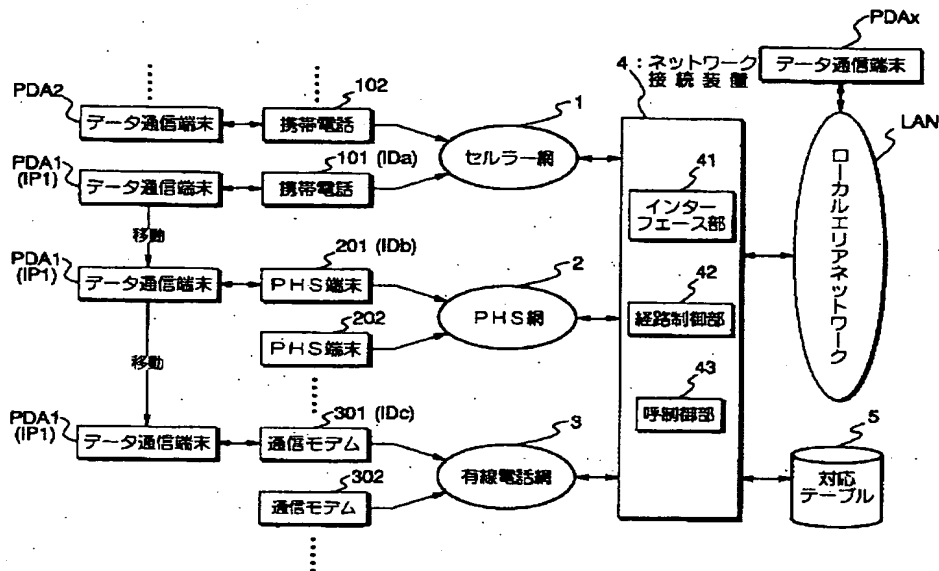 PDAx
4：ネットワーク
接続装置
データ通信端末
PDA2
102
1
データ通信端末
携帯電話
セルラー網
LAN
PDA1
(IP1)
101 (IDa)
データ通信端末
携帯電話
41
インター
フェース部
ローカルエリアネットワーク
移動
PDA1
(IP1)
201 (IDb)
2
データ通信端末
PHS端末
PHS網
42
経路制御部
202
PHS端末
移動
43
呼制御部
PDA1
(IP1)
301 (IDc)
3
5
データ通信端末
通信モデム
有線電話網
対応
テーブル
302
通信モデム